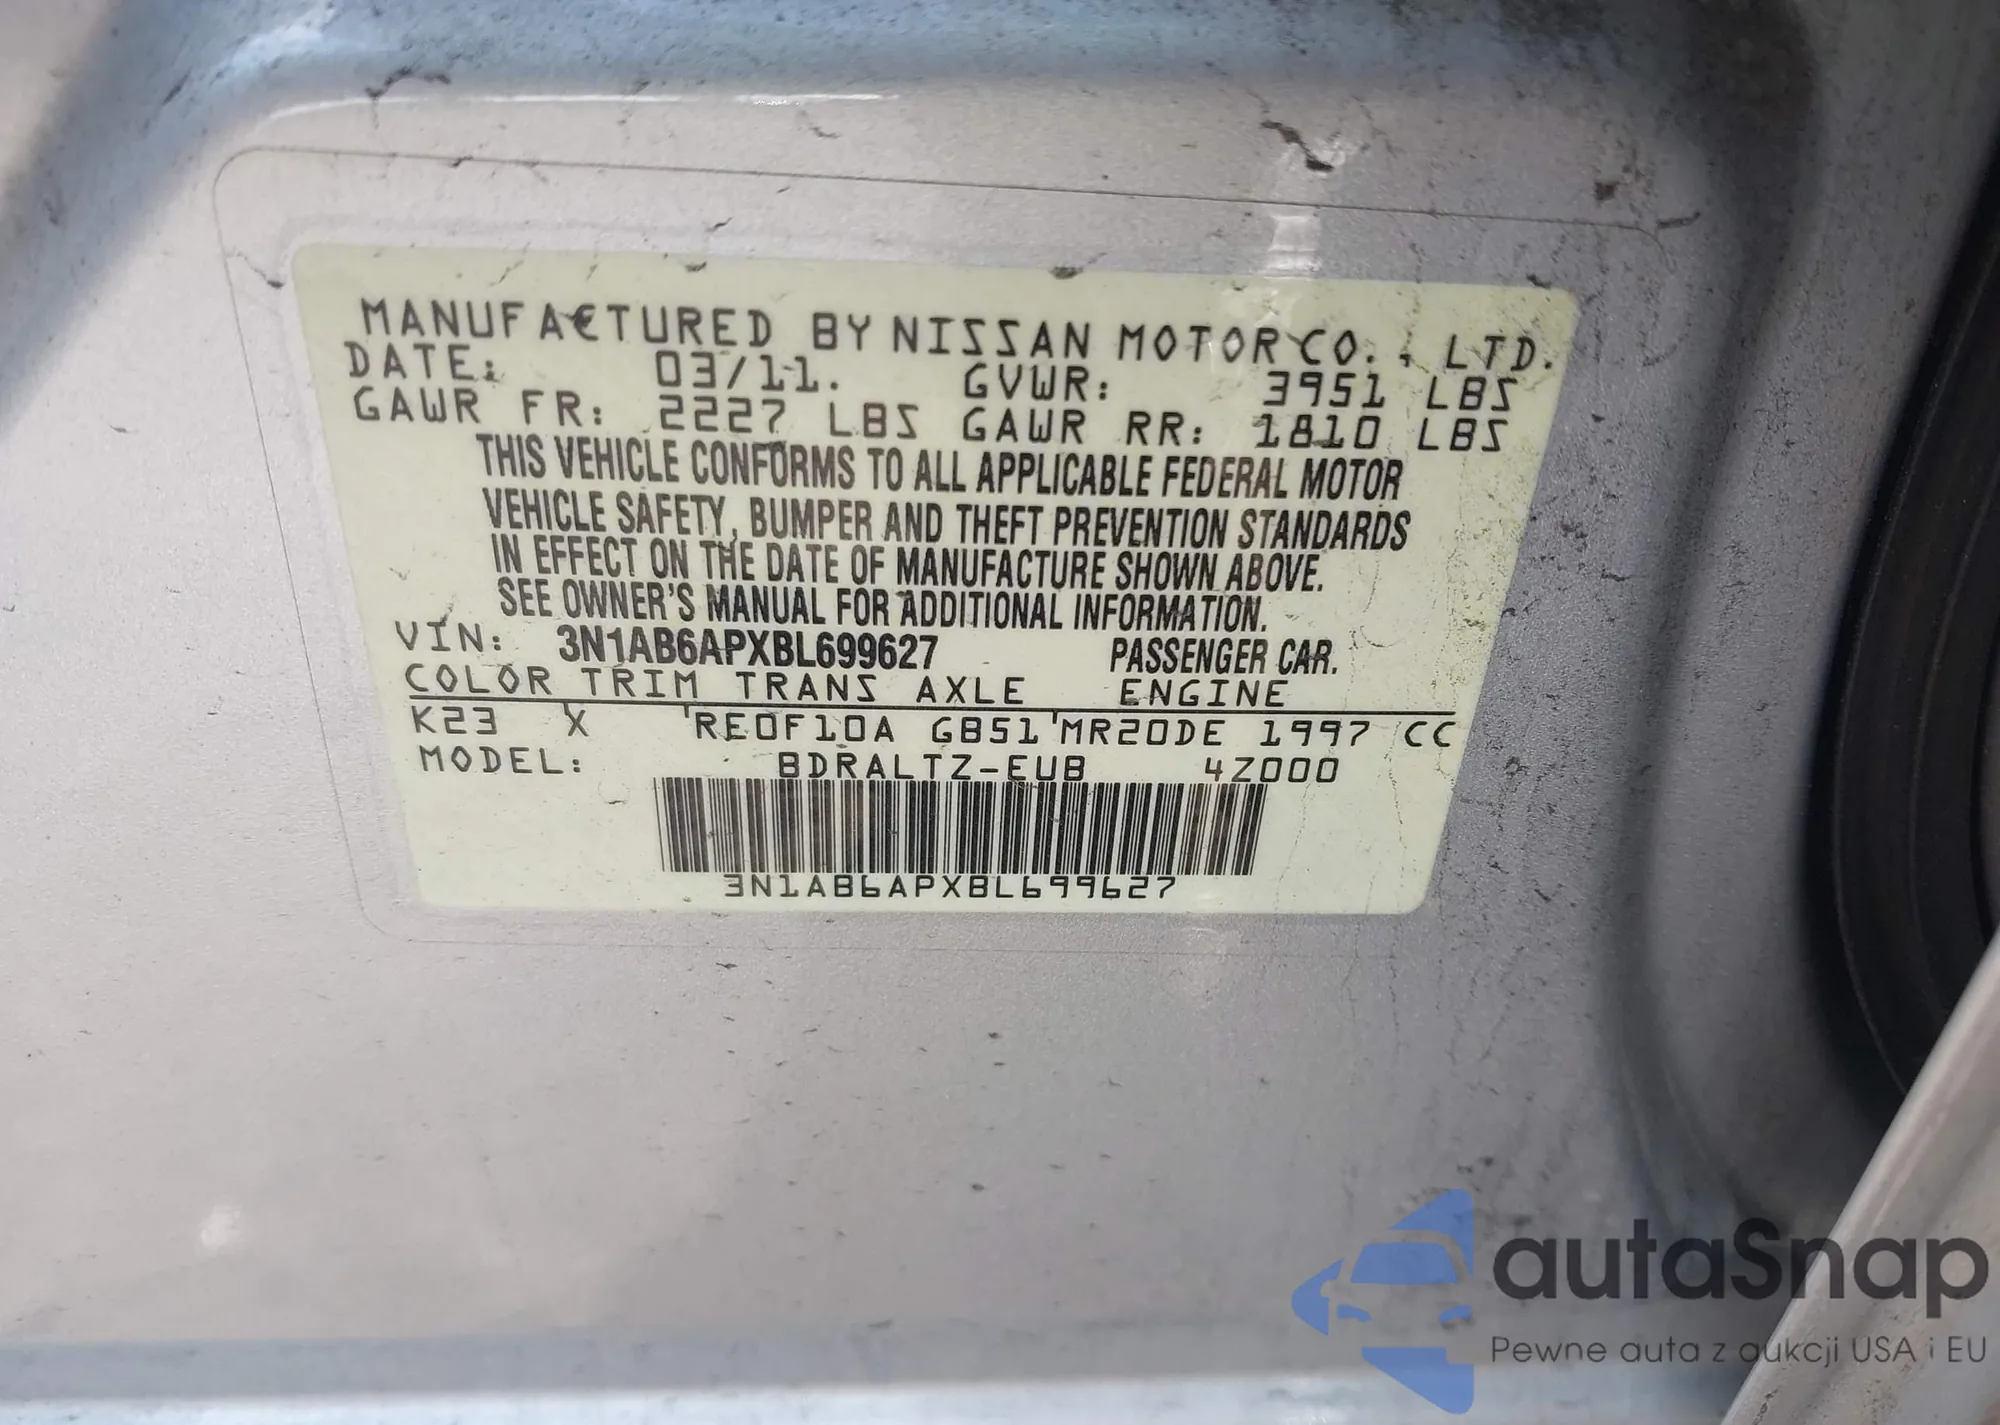 MANUFACTURED BY NISSAN MOTOR CO., LTD.
DATE: 03/11. GVWR: 3951 LBS
GAWR FR: 2227 LBS GAWR RR: 1810 LBS
THIS VEHICLE CONFORMS TO ALL APPLICABLE FEDERAL MOTOR
VEHICLE SAFETY, BUMPER AND THEFT PREVENTION STANDARDS
IN EFFECT ON THE DATE OF MANUFACTURE SHOWN ABOVE.
SEE OWNER'S MANUAL FOR ADDITIONAL INFORMATION.
VIN: 3N1AB6APXBL699627 PASSENGER CAR.
COLOR TRIM TRANS AXLE ENGINE
K23 X RE0F10A GB51 MR20DE 1997 CC
MODEL: BDRALTZ-EUB 4Z000
3N1AB6APXBL699627
autaSnap
Pewne auta z aukcji USA i EU